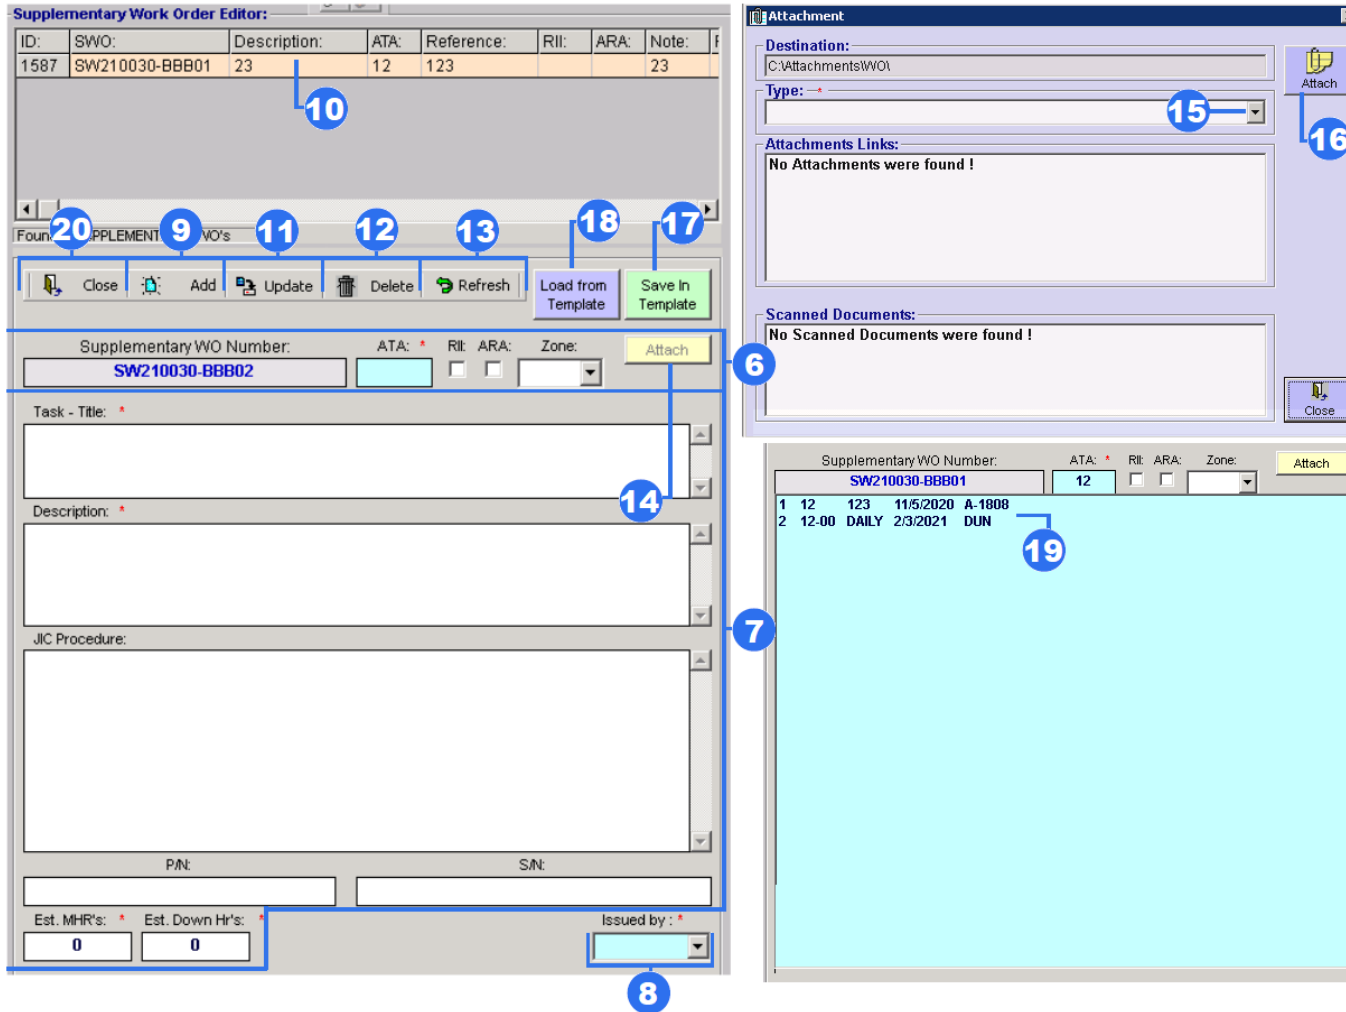 Supplementary Work Order Editor:
ID: SWO: Description: ATA: Reference: RII: ARA: Note:
1587 SW210030-BBB01 23 12 123 23
10
20 9 11 12 13 18 17
Close Add Update Delete Refresh
Load from Template
Save In Template
Supplementary WO Number: ATA: * RII: ARA: Zone:
SW210030-BBB02
Attach
6
Task - Title: *
14
Description: *
7
JIC Procedure:
P/N: S/N:
Est. MHR's: * Est. Down Hr's: * Issued by : *
0 0
8
Attachment
Destination:
C:\Attachments\WO\
Attach
Type: *
15
16
Attachments Links:
No Attachments were found !
Scanned Documents:
No Scanned Documents were found !
Close
Supplementary WO Number: ATA: * RII: ARA: Zone:
SW210030-BBB01 12
Attach
1 12 123 11/5/2020 A-1808
2 12-00 DAILY 2/3/2021 DUN
19